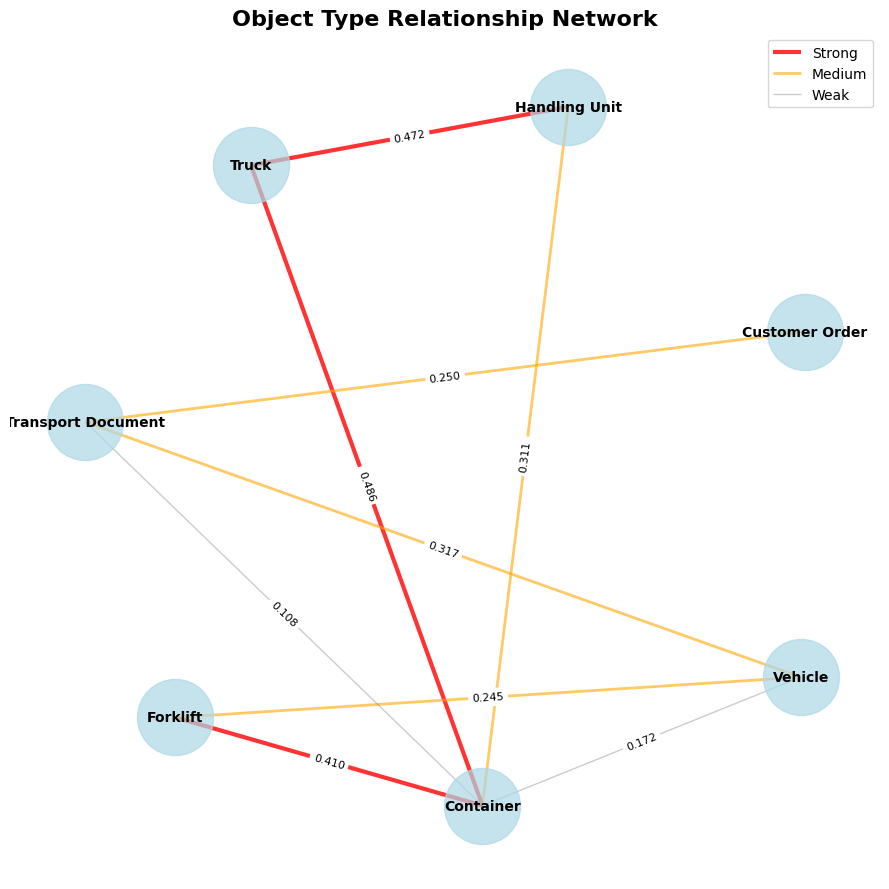 Object Type Relationship Network
Strong
Medium
Weak
Handling Unit
0.472
Truck
Customer Order
0.250
Transport Document
0.311
0.486
0.317
0.108
Vehicle
0.245
Forklift
0.172
0.410
Container